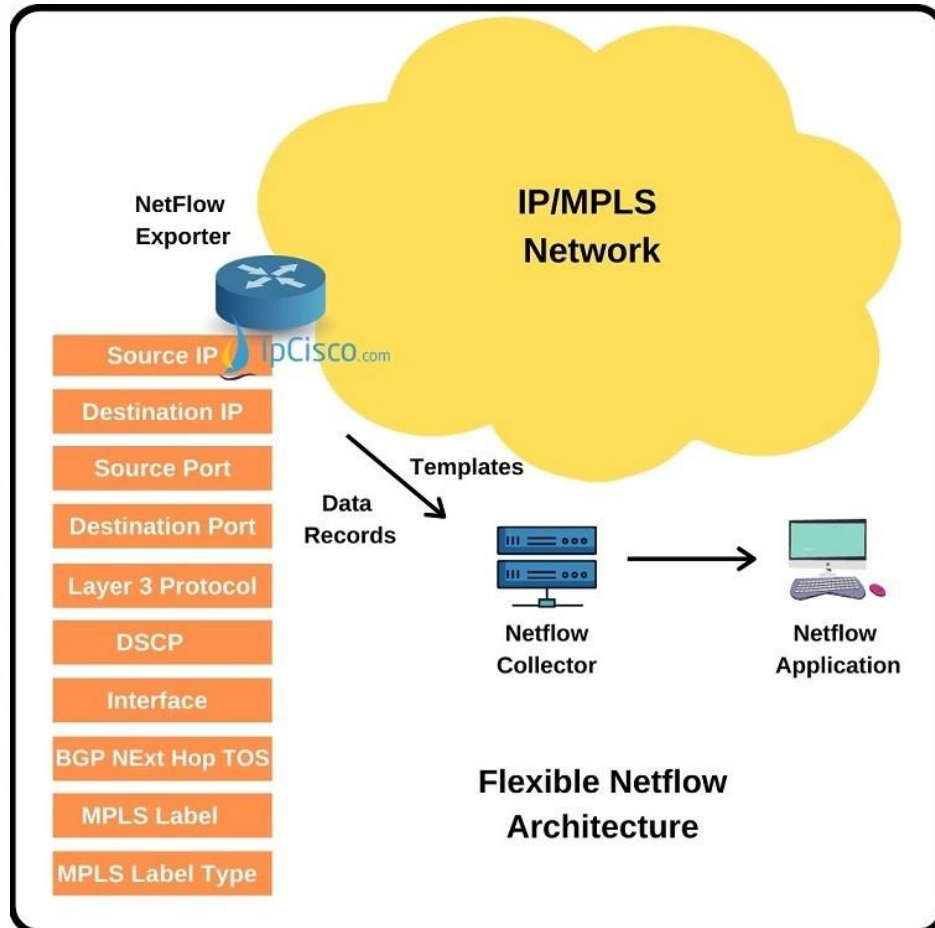 IP/MPLS
Network
NetFlow
Exporter
IpCisco.com
Source IP
Destination IP
Source Port
Destination Port
Layer 3 Protocol
DSCP
Interface
BGP NExt Hop TOS
MPLS Label
MPLS Label Type
Templates
Data
Records
Netflow
Collector
Netflow
Application
Flexible Netflow
Architecture